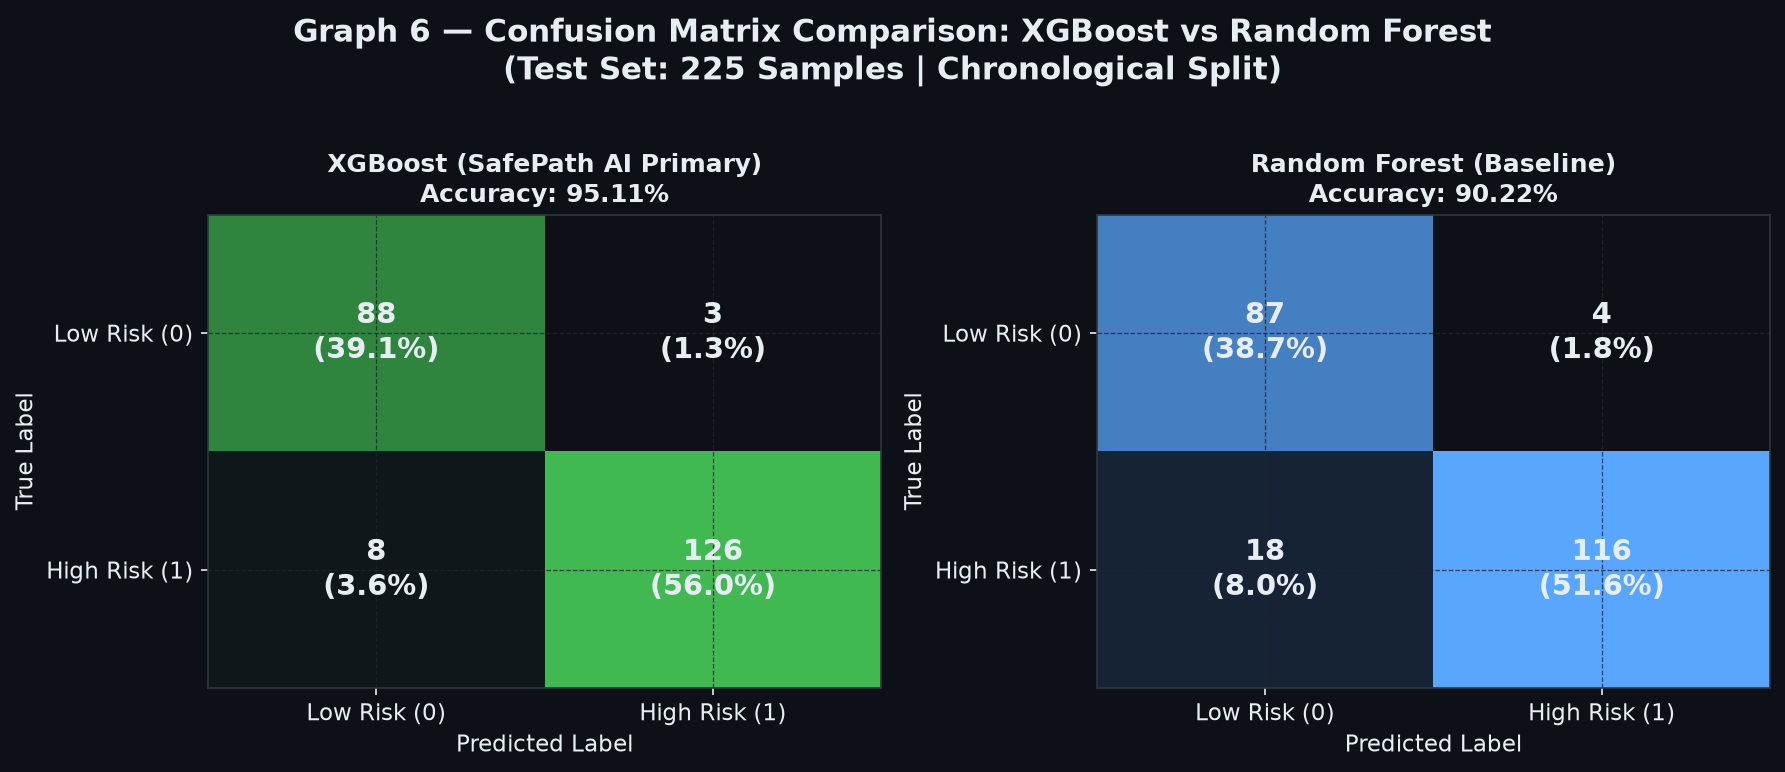 Graph 6 — Confusion Matrix Comparison: XGBoost vs Random Forest
(Test Set: 225 Samples | Chronological Split)
XGBoost (SafePath AI Primary)
Accuracy: 95.11%
True Label
Low Risk (0)
High Risk (1)
88
(39.1%)
3
(1.3%)
8
(3.6%)
126
(56.0%)
Low Risk (0)
High Risk (1)
Predicted Label
Random Forest (Baseline)
Accuracy: 90.22%
True Label
Low Risk (0)
High Risk (1)
87
(38.7%)
4
(1.8%)
18
(8.0%)
116
(51.6%)
Low Risk (0)
High Risk (1)
Predicted Label